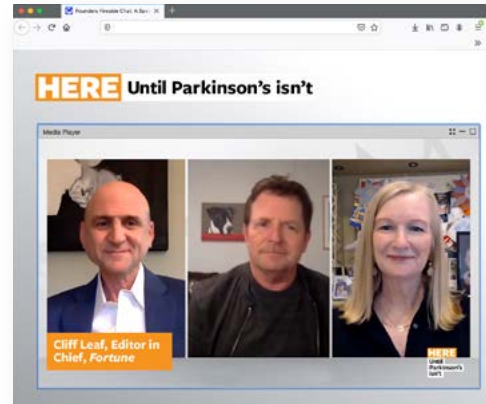 Founders Fireside Chat: A Spec
HERE Until Parkinson's isn't
Media Player
Cliff Leaf, Editor in
Chief, Fortune
HERE
Until
Parkinson's
isn't